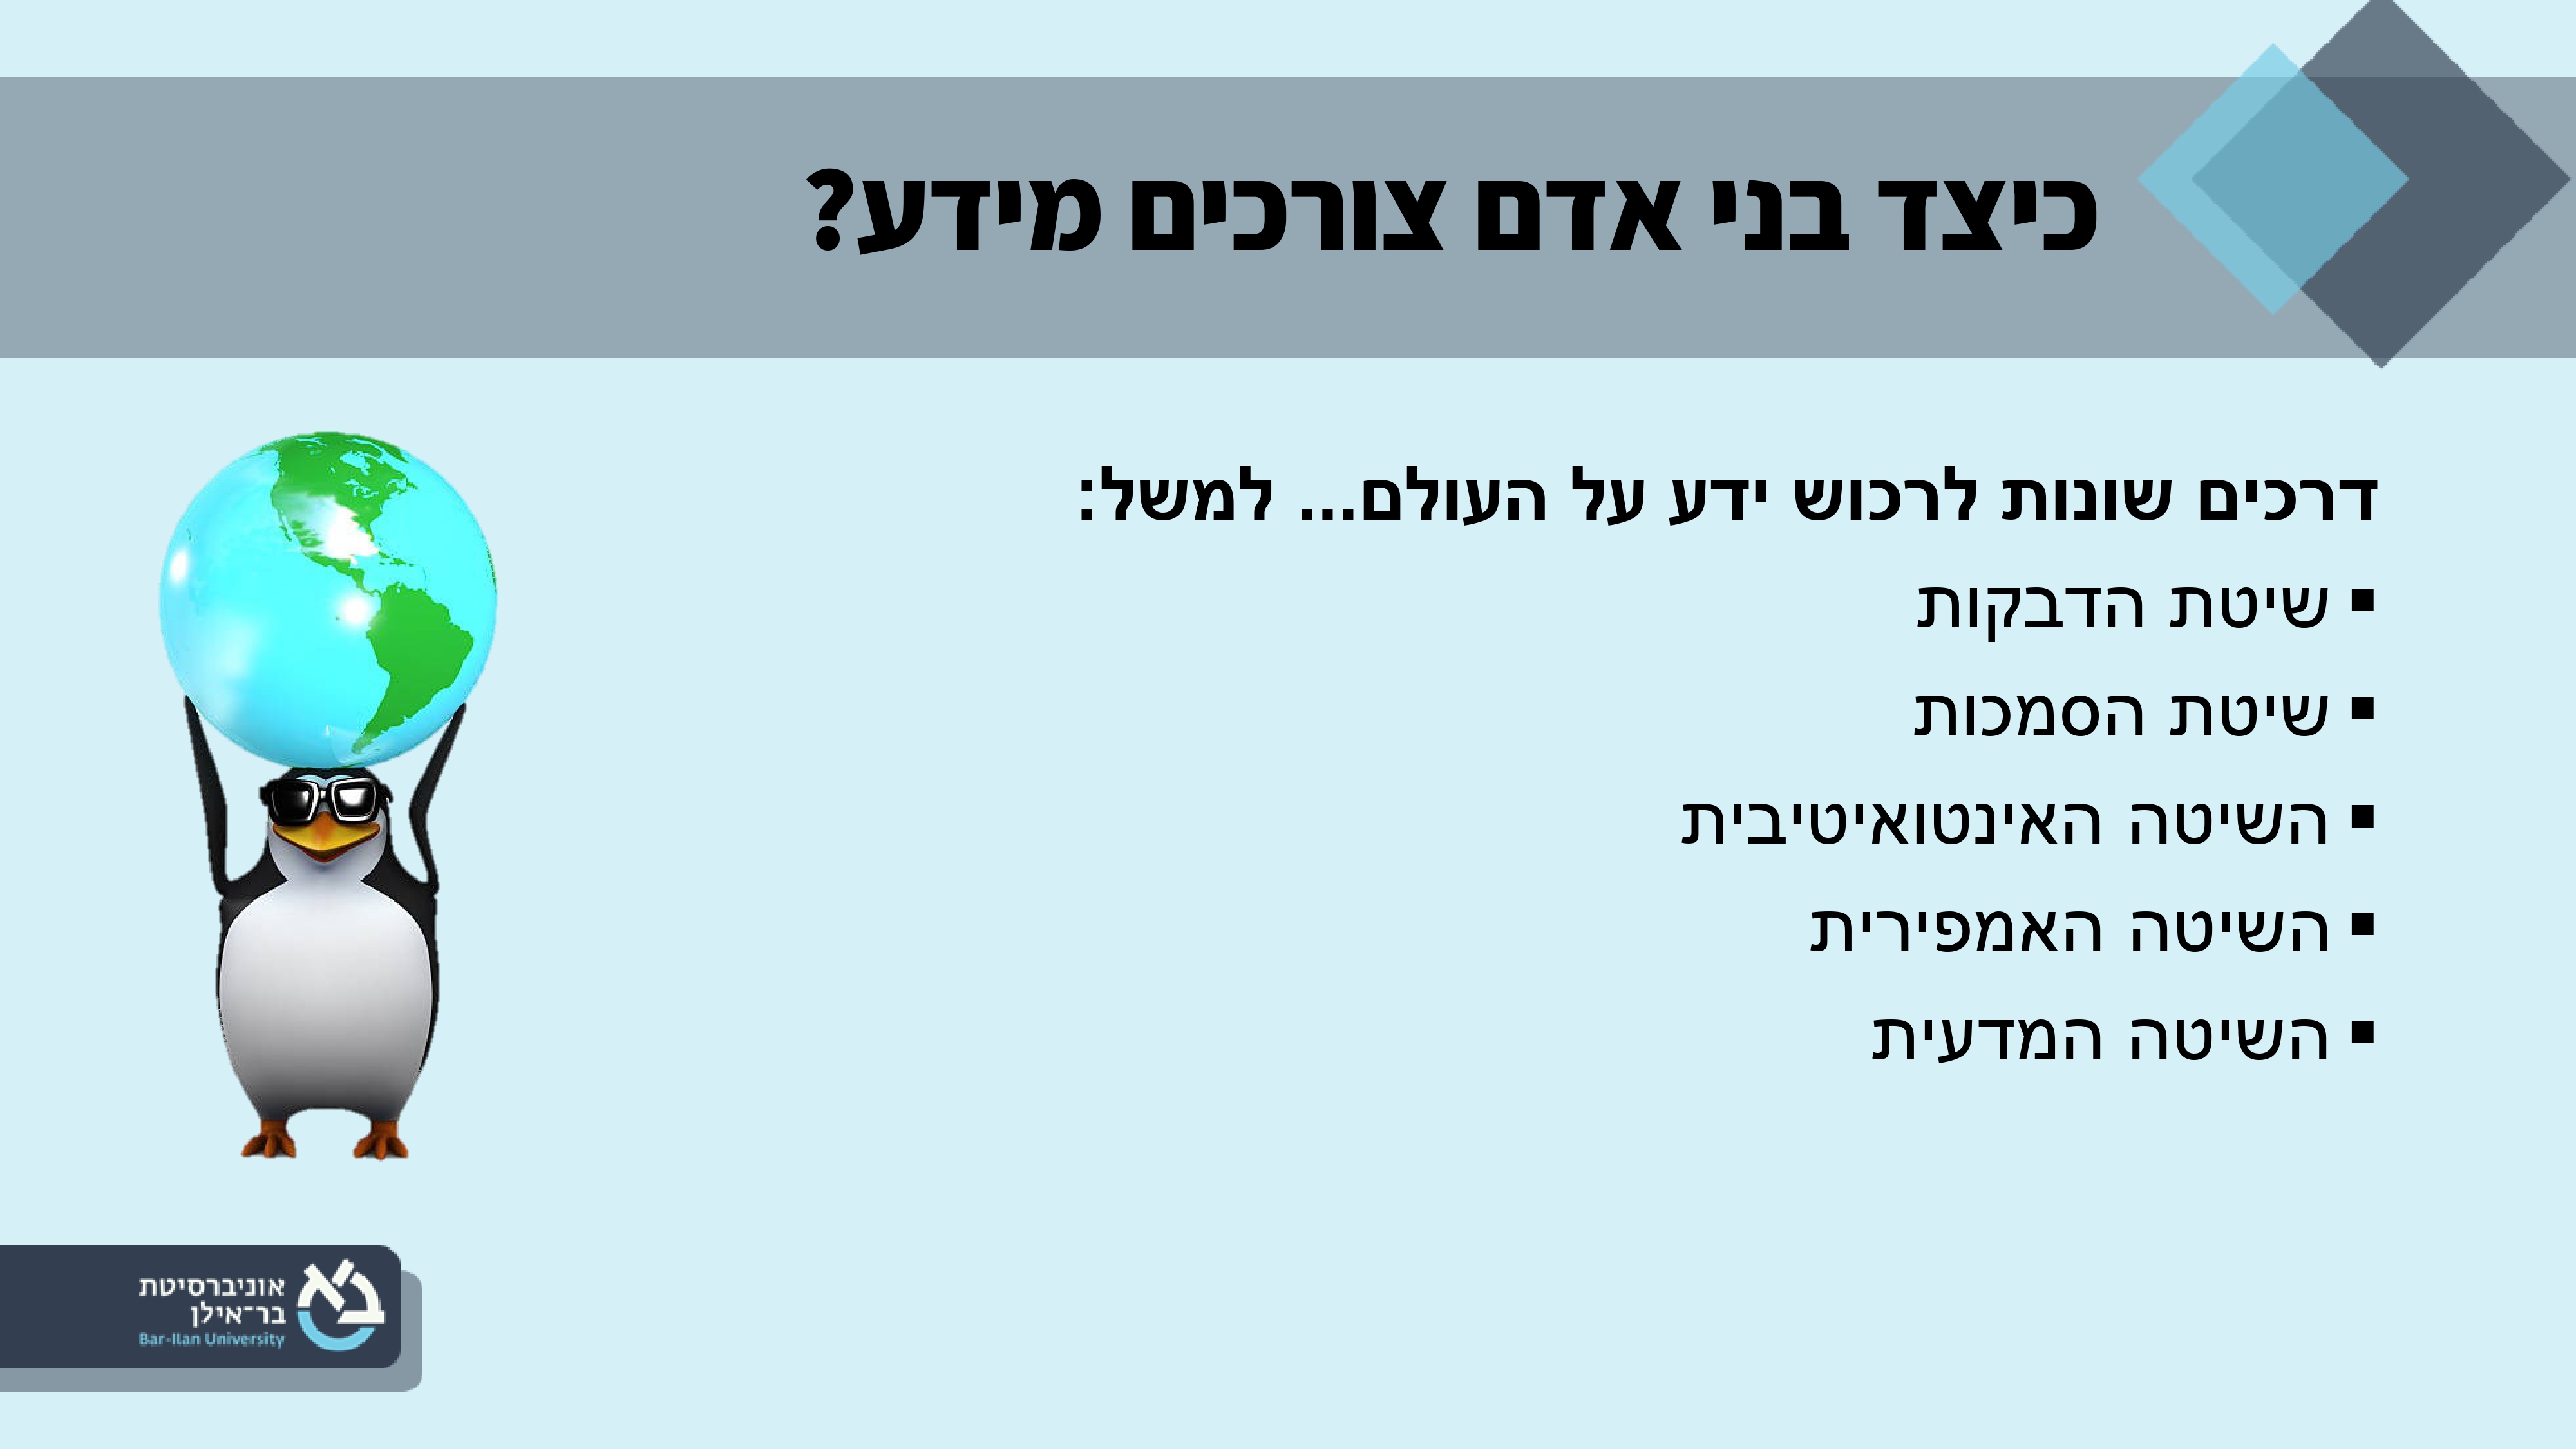 כיצד בני אדם צורכים מידע?
דרכים שונות לרכוש ידע על העולם... למשל:
▪ שיטת הדבקות
▪ שיטת הסמכות
▪ השיטה האינטואיטיבית
▪ השיטה האמפירית
▪ השיטה המדעית
אוניברסיטת
בר־אילן
Bar-Ilan University